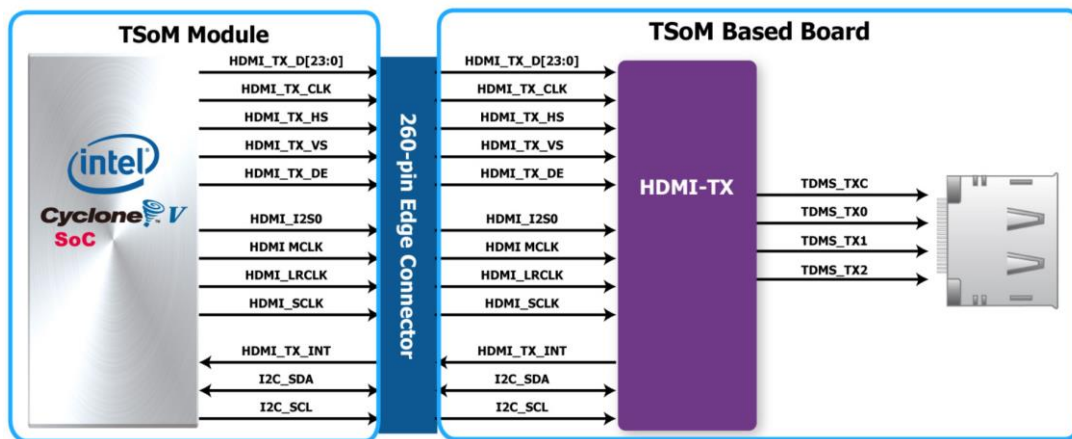 TSoM Module
TSoM Based Board
intel
Cyclone V
SoC
HDMI_TX_D[23:0]
HDMI_TX_CLK
HDMI_TX_HS
HDMI_TX_VS
HDMI_TX_DE
HDMI_I2S0
HDMI MCLK
HDMI_LRCLK
HDMI_SCLK
HDMI_TX_INT
I2C_SDA
I2C_SCL
260-pin Edge Connector
HDMI_TX_D[23:0]
HDMI_TX_CLK
HDMI_TX_HS
HDMI_TX_VS
HDMI_TX_DE
HDMI_I2S0
HDMI MCLK
HDMI_LRCLK
HDMI_SCLK
HDMI_TX_INT
I2C_SDA
I2C_SCL
HDMI-TX
TDMS_TXC
TDMS_TX0
TDMS_TX1
TDMS_TX2